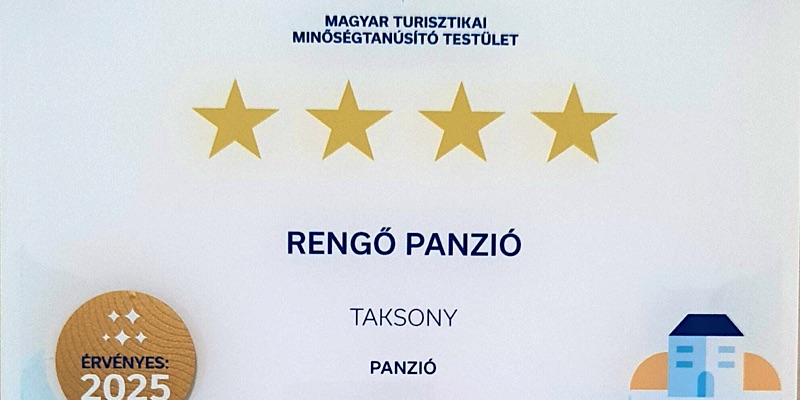 MAGYAR TURISZTIKAI
MINŐSÉGTANÚSÍTÓ TESTÜLET
RENGŐ PANZIÓ
TAKSONY
PANZIÓ
ÉRVÉNYES:
2025